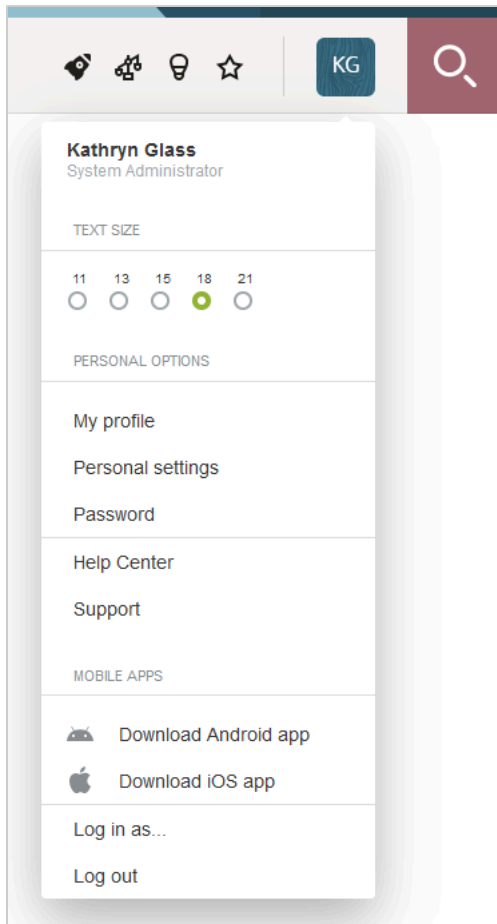 KG
Kathryn Glass
System Administrator
TEXT SIZE
11 13 15 18 21
PERSONAL OPTIONS
My profile
Personal settings
Password
Help Center
Support
MOBILE APPS
Download Android app
Download iOS app
Log in as...
Log out